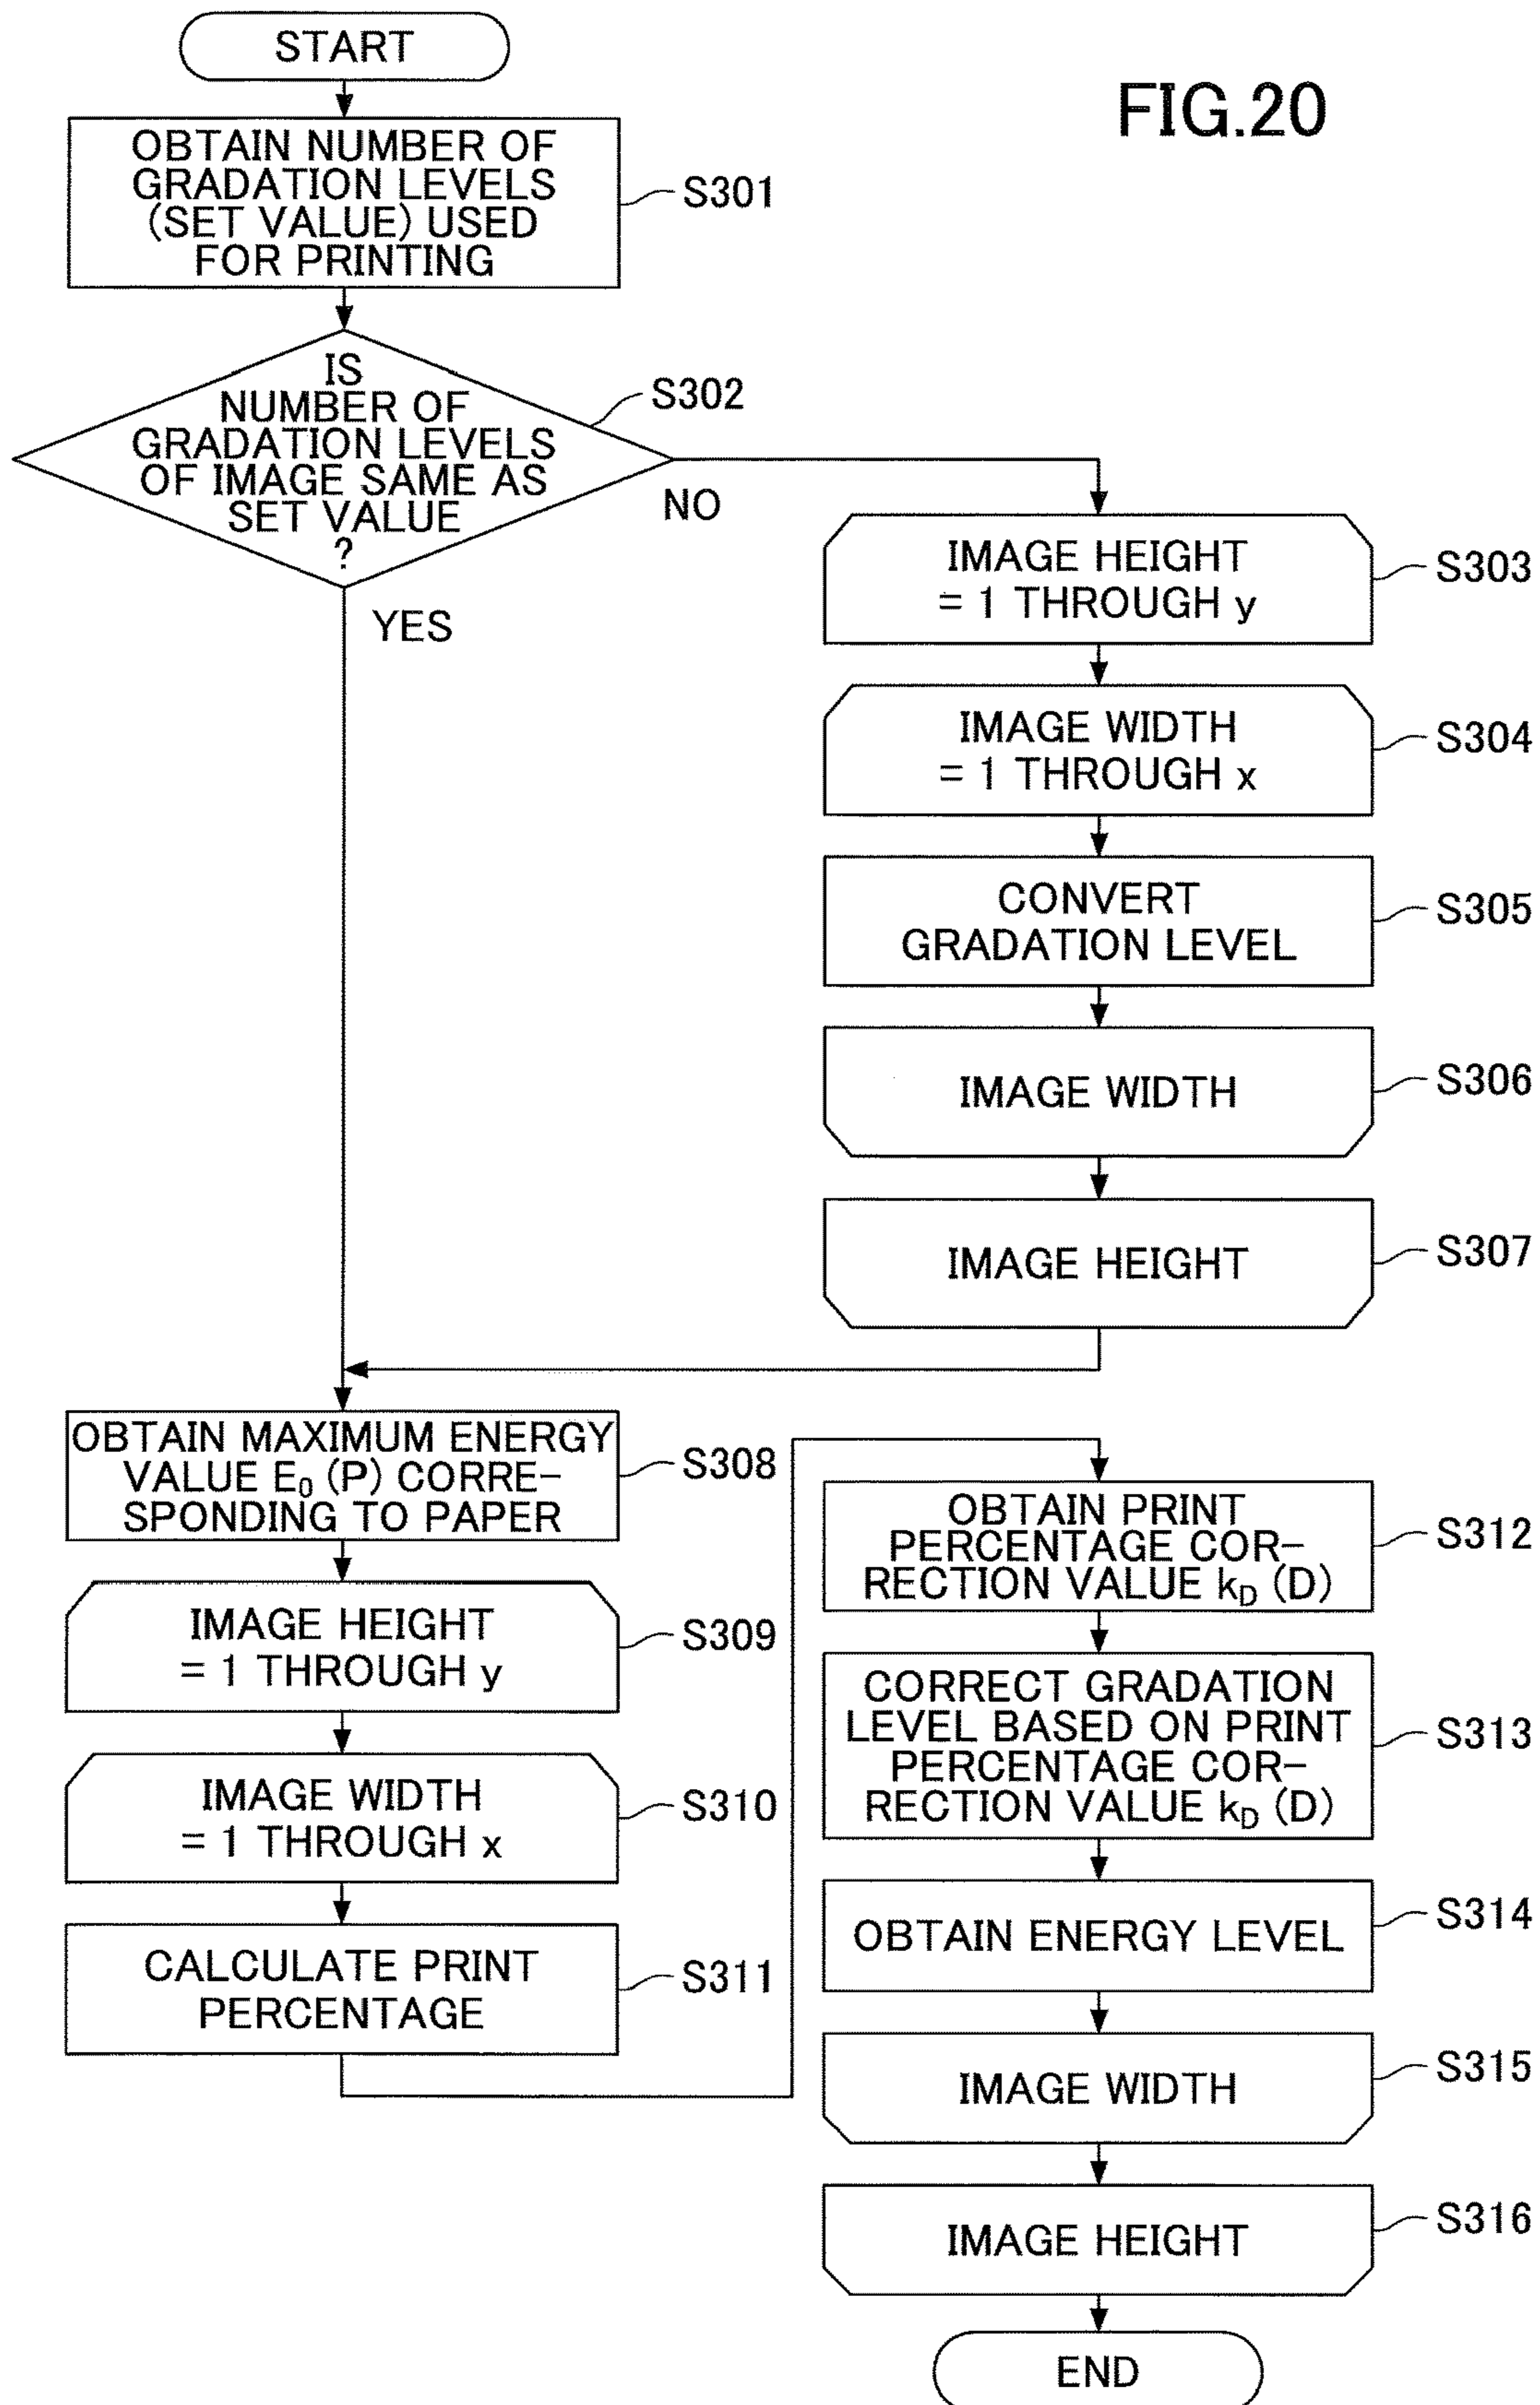 START
FIG.20
OBTAIN NUMBER OF
GRADATION LEVELS
(SET VALUE) USED
FOR PRINTING
S301
IS
NUMBER OF
GRADATION LEVELS
OF IMAGE SAME AS
SET VALUE
?
S302
NO
YES
IMAGE HEIGHT
= 1 THROUGH y
S303
IMAGE WIDTH
= 1 THROUGH x
S304
CONVERT
GRADATION LEVEL
S305
IMAGE WIDTH
S306
IMAGE HEIGHT
S307
OBTAIN MAXIMUM ENERGY
VALUE E₀ (P) CORRE-
SPONDING TO PAPER
S308
IMAGE HEIGHT
= 1 THROUGH y
S309
IMAGE WIDTH
= 1 THROUGH x
S310
CALCULATE PRINT
PERCENTAGE
S311
OBTAIN PRINT
PERCENTAGE COR-
RECTION VALUE kD (D)
S312
CORRECT GRADATION
LEVEL BASED ON PRINT
PERCENTAGE COR-
RECTION VALUE kD (D)
S313
OBTAIN ENERGY LEVEL
S314
IMAGE WIDTH
S315
IMAGE HEIGHT
S316
END